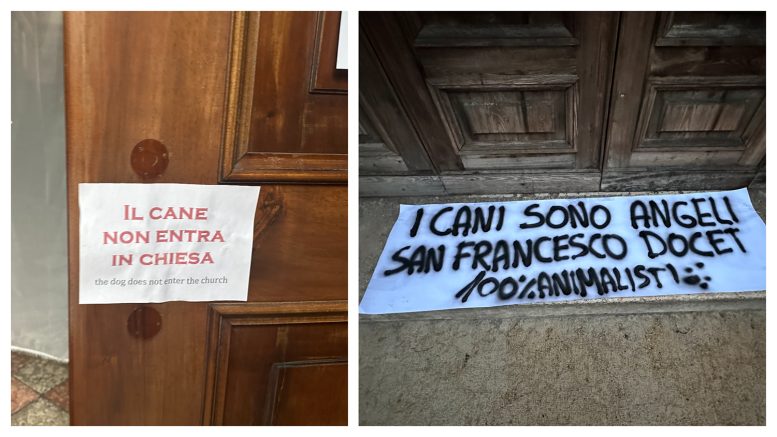 IL CANE
NON ENTRA
IN CHIESA
the dog does not enter the church
I CANI SONO ANGELI
SAN FRANCESCO DOCET
100%ANIMALISTI